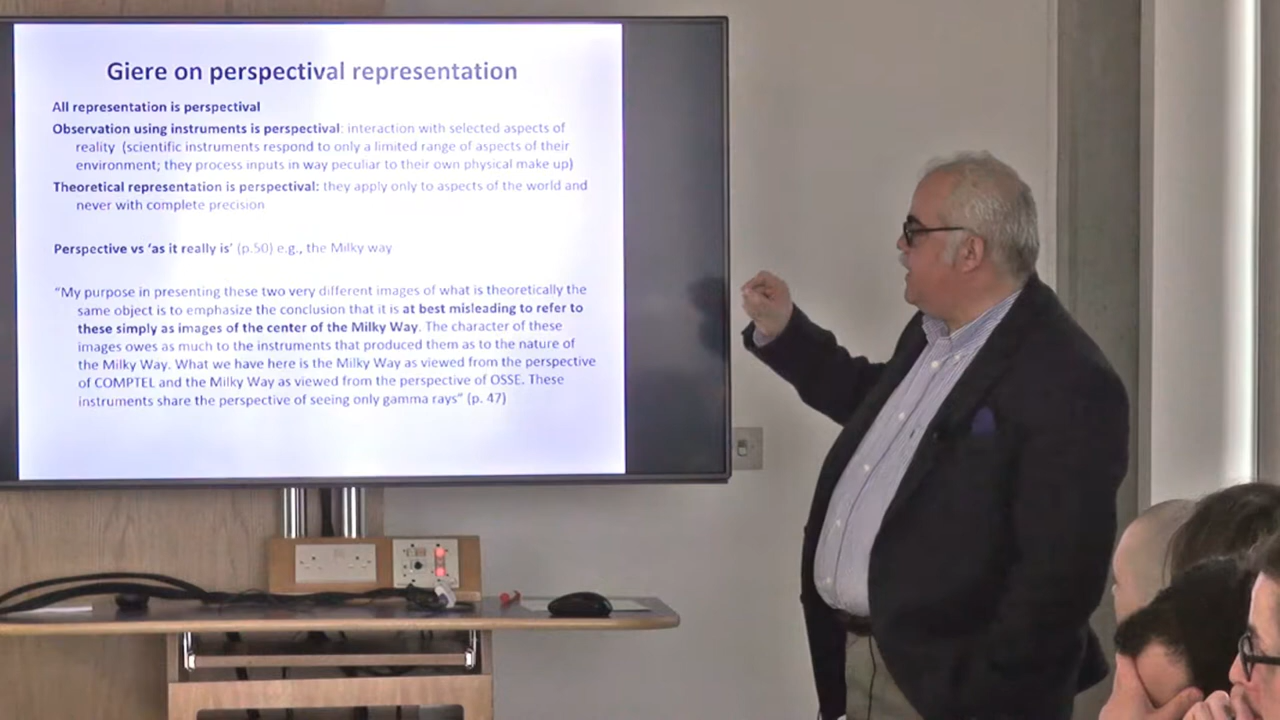 Giere on perspectival representation
All representation is perspectival
Observation using instruments is perspectival: interaction with selected aspects of
reality (scientific instruments respond to only a limited range of aspects of their
environment; they process inputs in way peculiar to their own physical make up)
Theoretical representation is perspectival: they apply only to aspects of the world and
never with complete precision
Perspective vs ‘as it really is’ (p.50) e.g., the Milky way
“My purpose in presenting these two very different images of what is theoretically the
same object is to emphasize the conclusion that it is at best misleading to refer to
these simply as images of the center of the Milky Way. The character of these
images owes as much to the instruments that produced them as to the nature of
the Milky Way. What we have here is the Milky Way as viewed from the perspective
of COMPTEL and the Milky Way as viewed from the perspective of OSSE. These
instruments share the perspective of seeing only gamma rays” (p. 47)